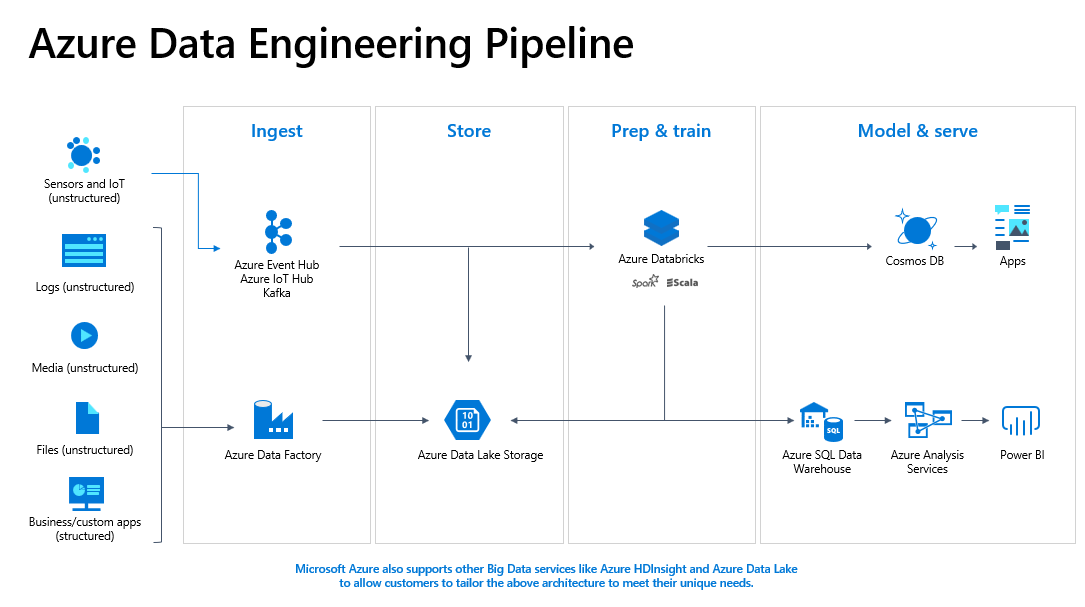 Azure Data Engineering Pipeline
Ingest
Store
Prep & train
Model & serve
Sensors and IoT
(unstructured)
Logs (unstructured)
Media (unstructured)
Files (unstructured)
Business/custom apps
(structured)
Azure Event Hub
Azure IoT Hub
Kafka
Azure Data Factory
10
01
Azure Data Lake Storage
Azure Databricks
Spark Scala
Cosmos DB
Apps
SQL
Azure SQL Data
Warehouse
Azure Analysis
Services
Power BI
Microsoft Azure also supports other Big Data services like Azure HDInsight and Azure Data Lake
to allow customers to tailor the above architecture to meet their unique needs.